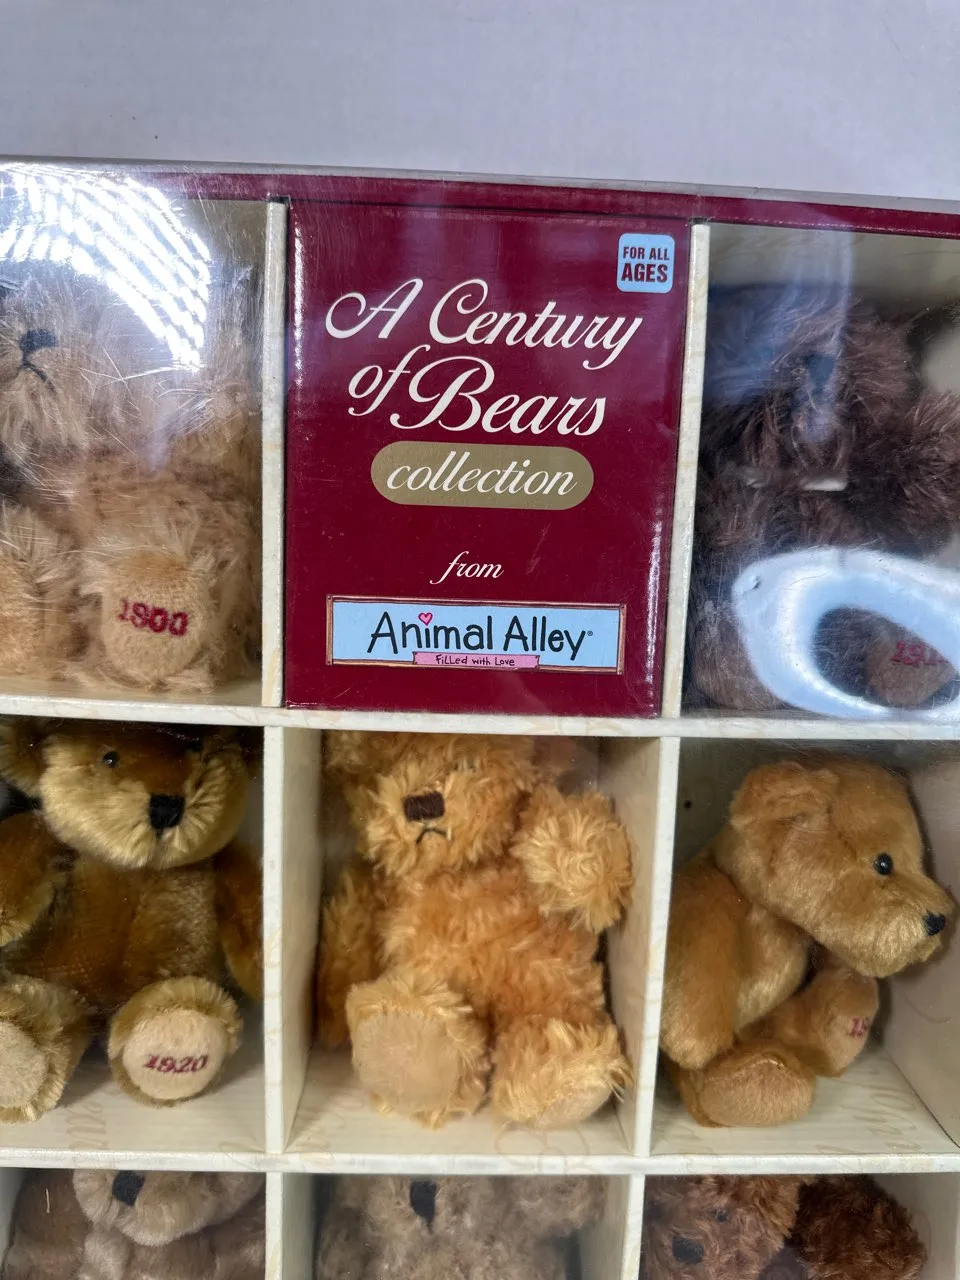 FOR ALL
AGES
A Century
of Bears
collection
from
Animal Alley®
Filled with Love
1900
1920